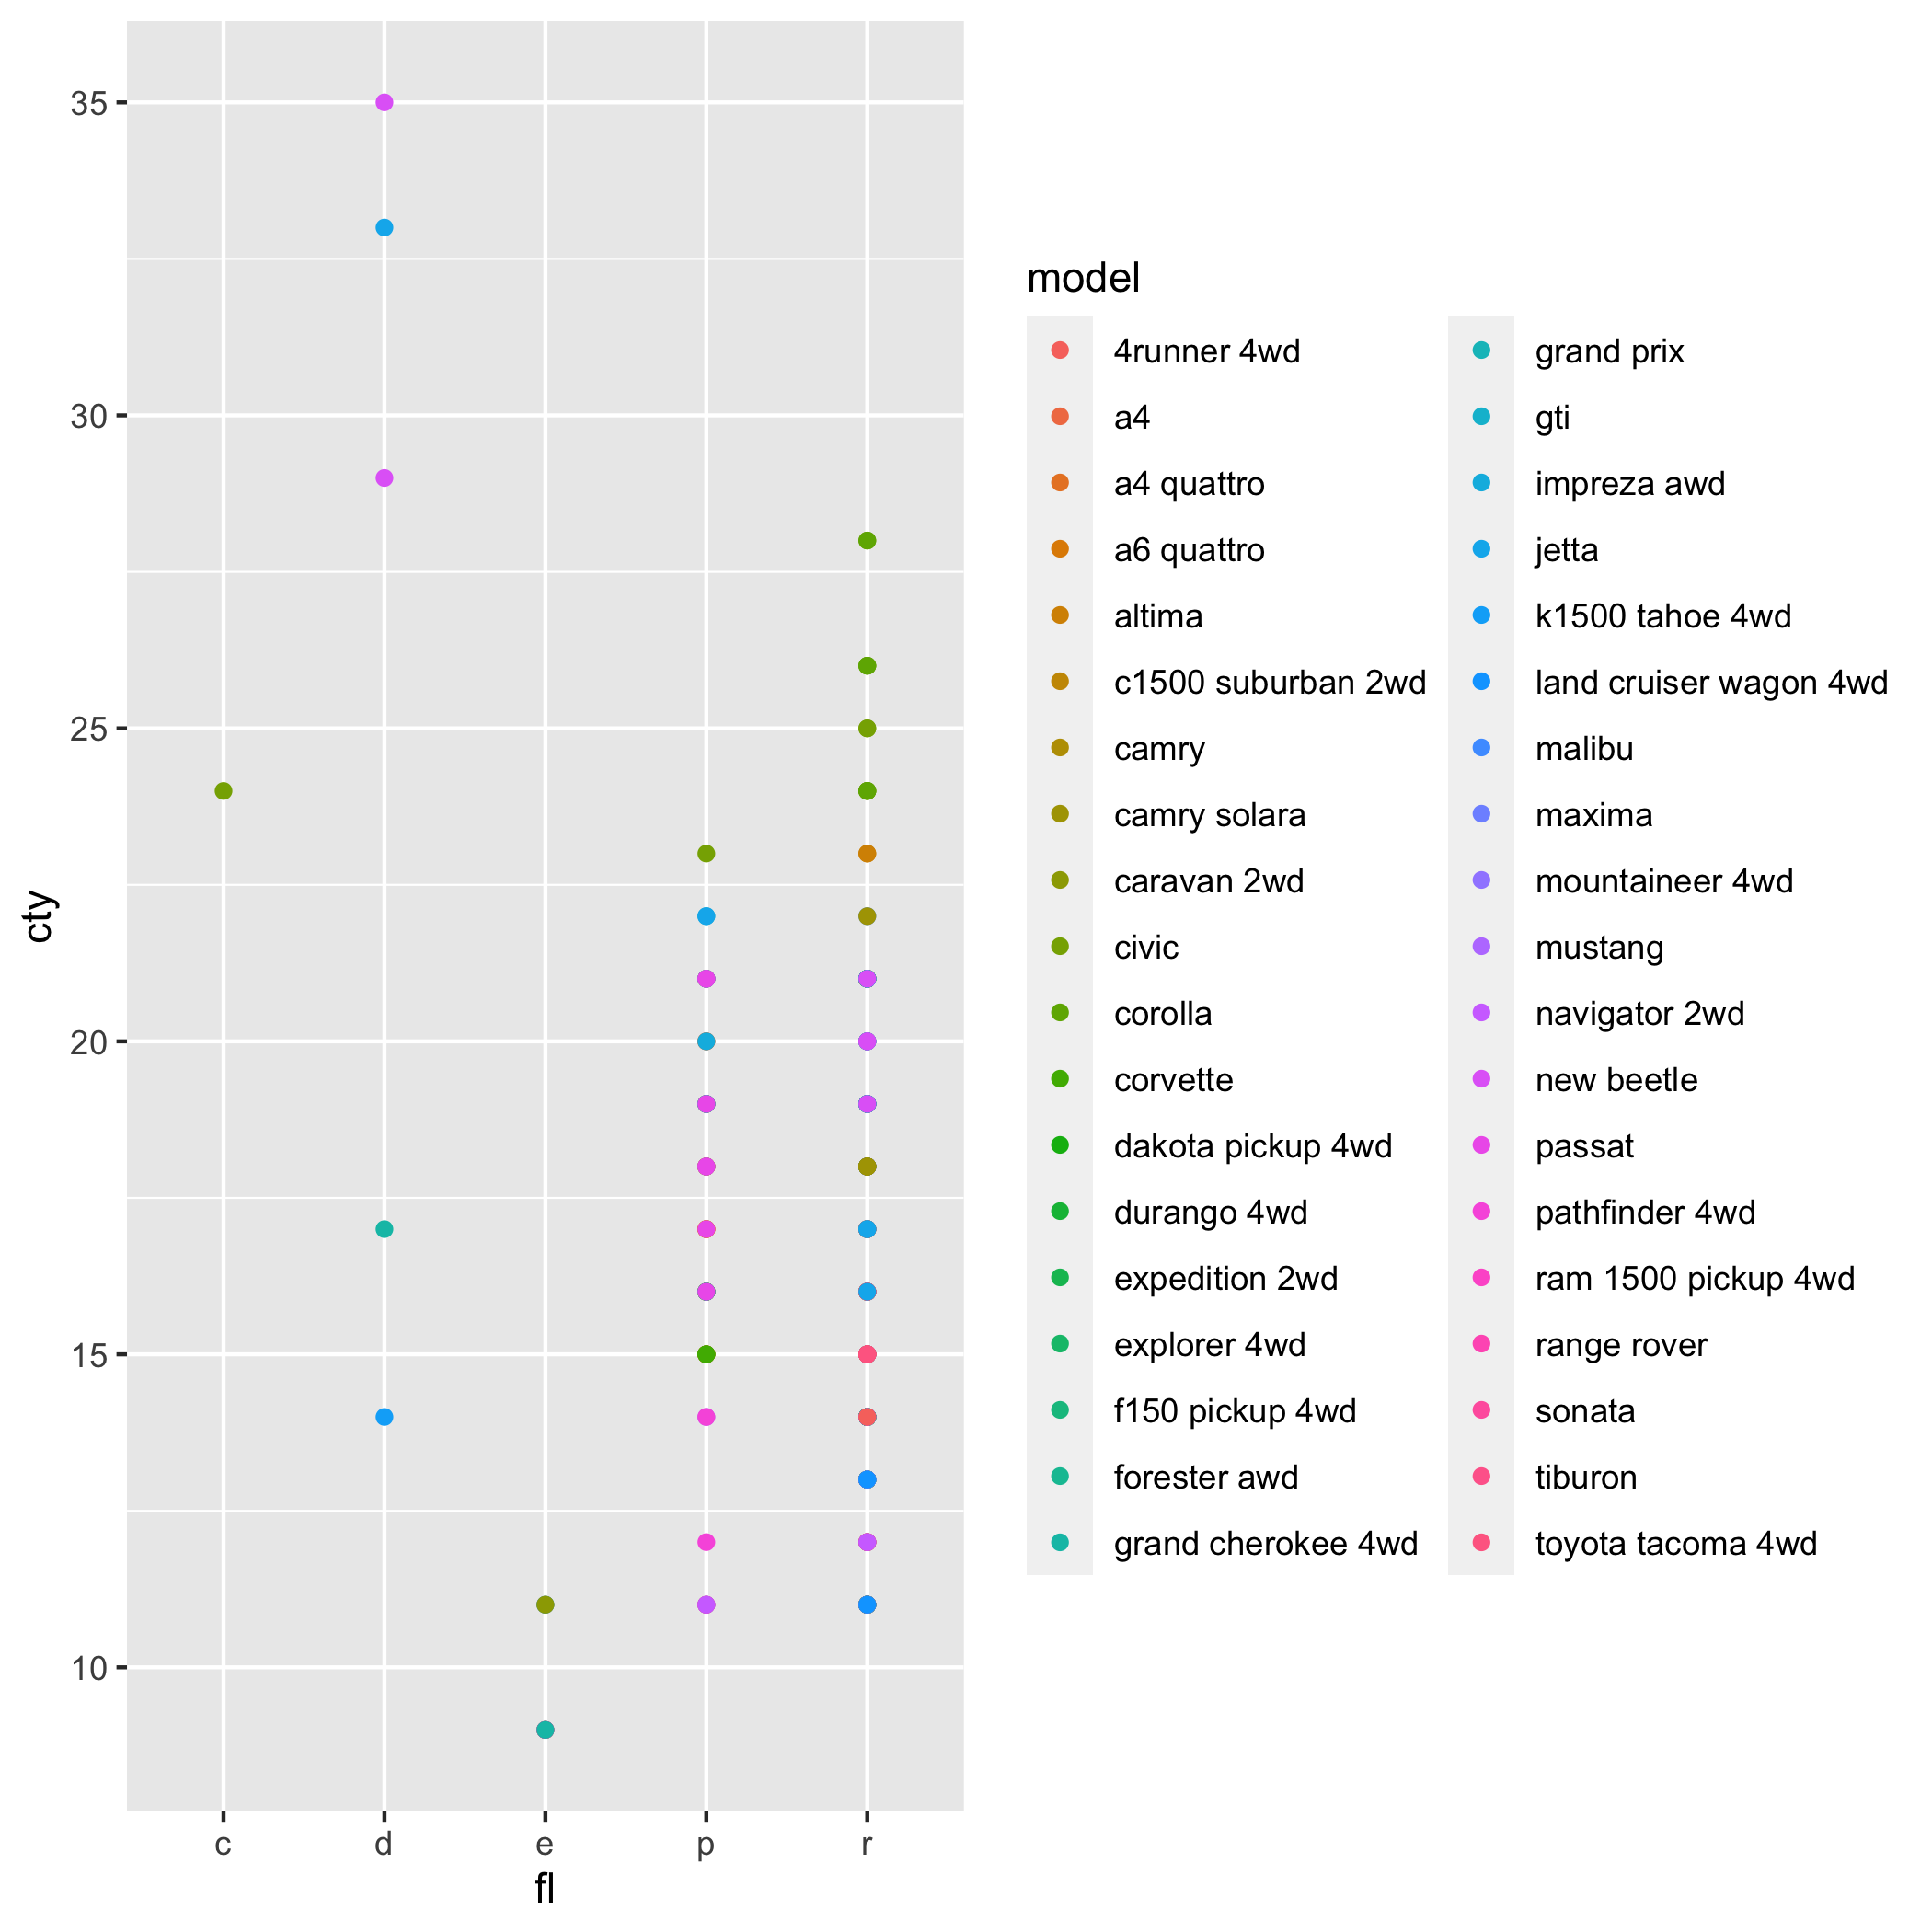 35
30
25
20
15
10
cty
c d e p r
fl
model
4runner 4wd
a4
a4 quattro
a6 quattro
altima
c1500 suburban 2wd
camry
camry solara
caravan 2wd
civic
corolla
corvette
dakota pickup 4wd
durango 4wd
expedition 2wd
explorer 4wd
f150 pickup 4wd
forester awd
grand cherokee 4wd
grand prix
gti
impreza awd
jetta
k1500 tahoe 4wd
land cruiser wagon 4wd
malibu
maxima
mountaineer 4wd
mustang
navigator 2wd
new beetle
passat
pathfinder 4wd
ram 1500 pickup 4wd
range rover
sonata
tiburon
toyota tacoma 4wd